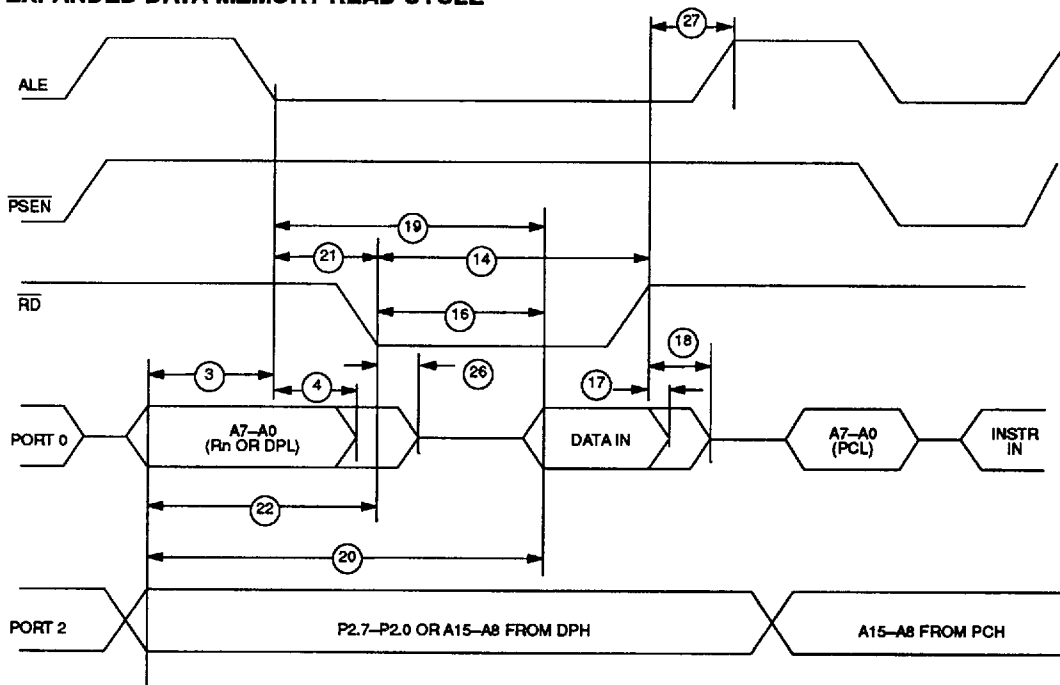 EXPANDED DATA MEMORY READ CYCLE
27
ALE
PSEN
19
21
14
RD
16
18
3
4
26
17
PORT 0
A7–A0
(Rn OR DPL)
DATA IN
A7–A0
(PCL)
INSTR
IN
22
20
PORT 2
P2.7–P2.0 OR A15–A8 FROM DPH
A15–A8 FROM PCH